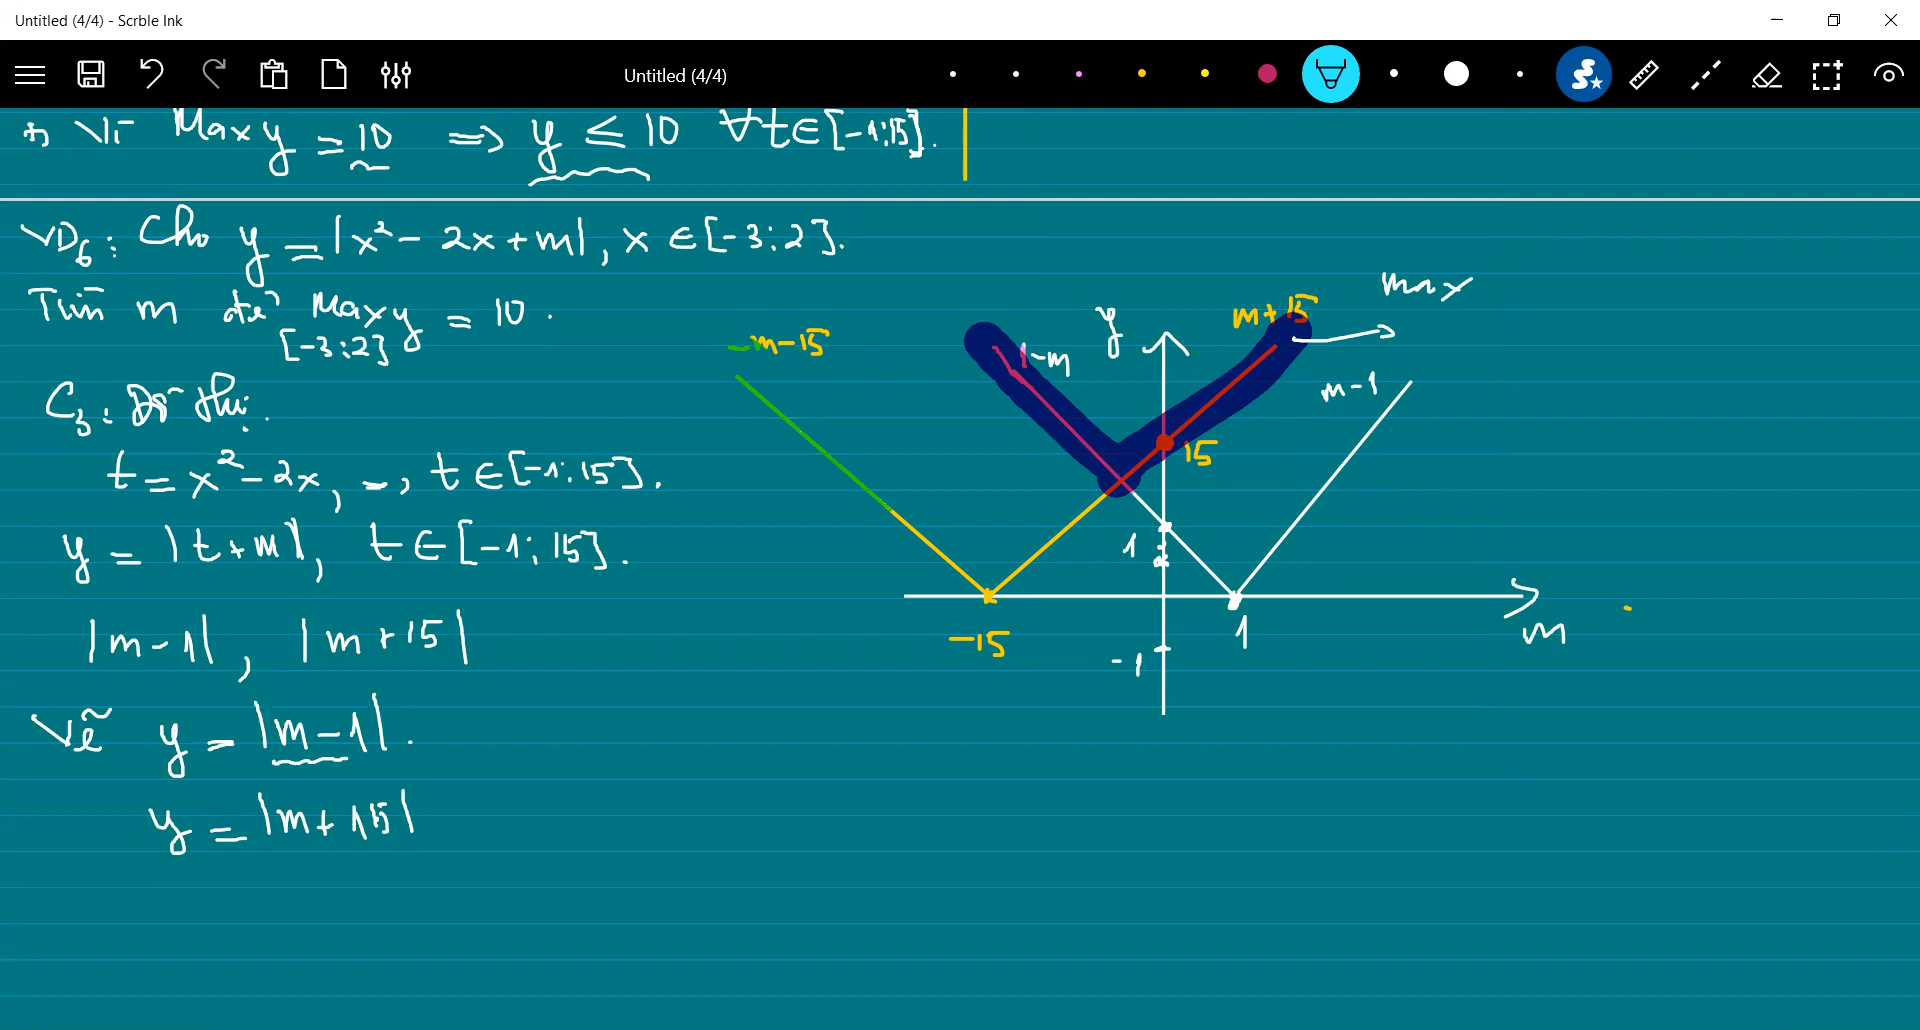 Untitled (4/4) - Scrble Ink
Untitled (4/4)
Vì Max y = 10 => y ≤ 10 ∀t∈[-1;15].
VD6: Cho y = |x² - 2x + m|, x ∈ [-3;2].
Tìm m để Max y = 10.
[-3;2]
C3: Đồ thị.
t = x² - 2x, -, t ∈ [-1;15].
y = |t+m|, t ∈ [-1;15].
|m-1|, |m+15|
Vẽ y = |m-1|.
y = |m+15|
max
y
m+15
-m-15
1-m
m-1
15
1
-15
1
-1
m